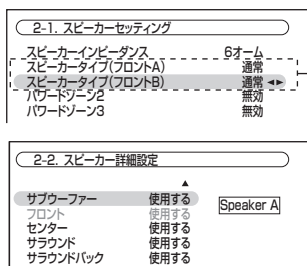 2-1. スピーカーセッティング
スピーカーインピーダンス 6オーム
スピーカータイプ(フロントA) 通常
スピーカータイプ(フロントB) 通常 ◄►
パワードゾーン2 無効
パワードゾーン3 無効
2-2. スピーカー詳細設定
▲
サブウーファー 使用する
Speaker A
フロント 使用する
センター 使用する
サラウンド 使用する
サラウンドバック 使用する